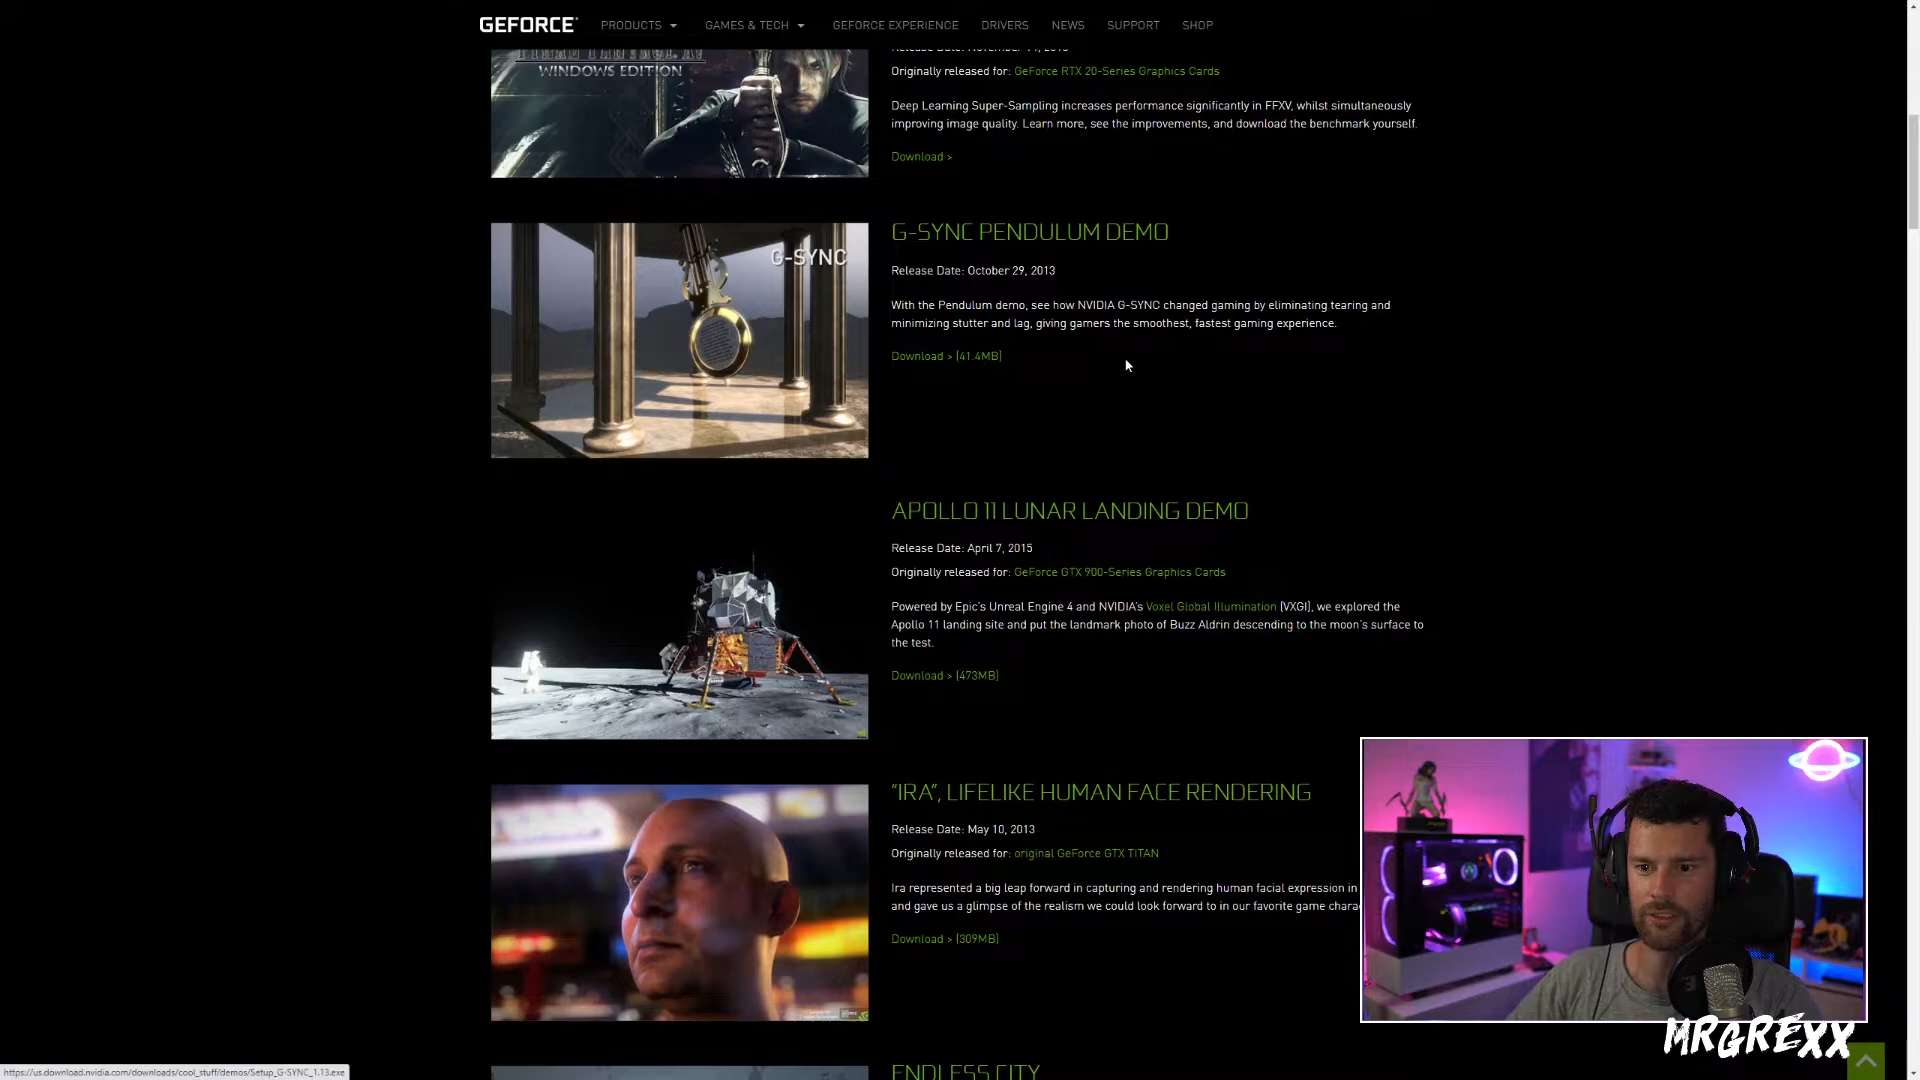 GEFORCE
PRODUCTS
GAMES & TECH
GEFORCE EXPERIENCE
DRIVERS
NEWS
SUPPORT
SHOP
WINDOWS EDITION
Originally released for: GeForce RTX 20-Series Graphics Cards
Deep Learning Super-Sampling increases performance significantly in FFXV, whilst simultaneously
improving image quality. Learn more, see the improvements, and download the benchmark yourself.
Download >
G-SYNC
G-SYNC PENDULUM DEMO
Release Date: October 29, 2013
With the Pendulum demo, see how NVIDIA G-SYNC changed gaming by eliminating tearing and
minimizing stutter and lag, giving gamers the smoothest, fastest gaming experience.
Download > [41.4MB]
APOLLO 11 LUNAR LANDING DEMO
Release Date: April 7, 2015
Originally released for: GeForce GTX 900-Series Graphics Cards
Powered by Epic's Unreal Engine 4 and NVIDIA's Voxel Global Illumination [VXGI], we explored the
Apollo 11 landing site and put the landmark photo of Buzz Aldrin descending to the moon's surface to
the test.
Download > [473MB]
"IRA", LIFELIKE HUMAN FACE RENDERING
Release Date: May 10, 2013
Originally released for: original GeForce GTX TITAN
Ira represented a big leap forward in capturing and rendering human facial expression in
and gave us a glimpse of the realism we could look forward to in our favorite game chara
Download > [309MB]
ENDLESS CITY
MRGREXX
https://us.download.nvidia.com/downloads/cool_stuff/demos/Setup_G-SYNC_1.13.exe